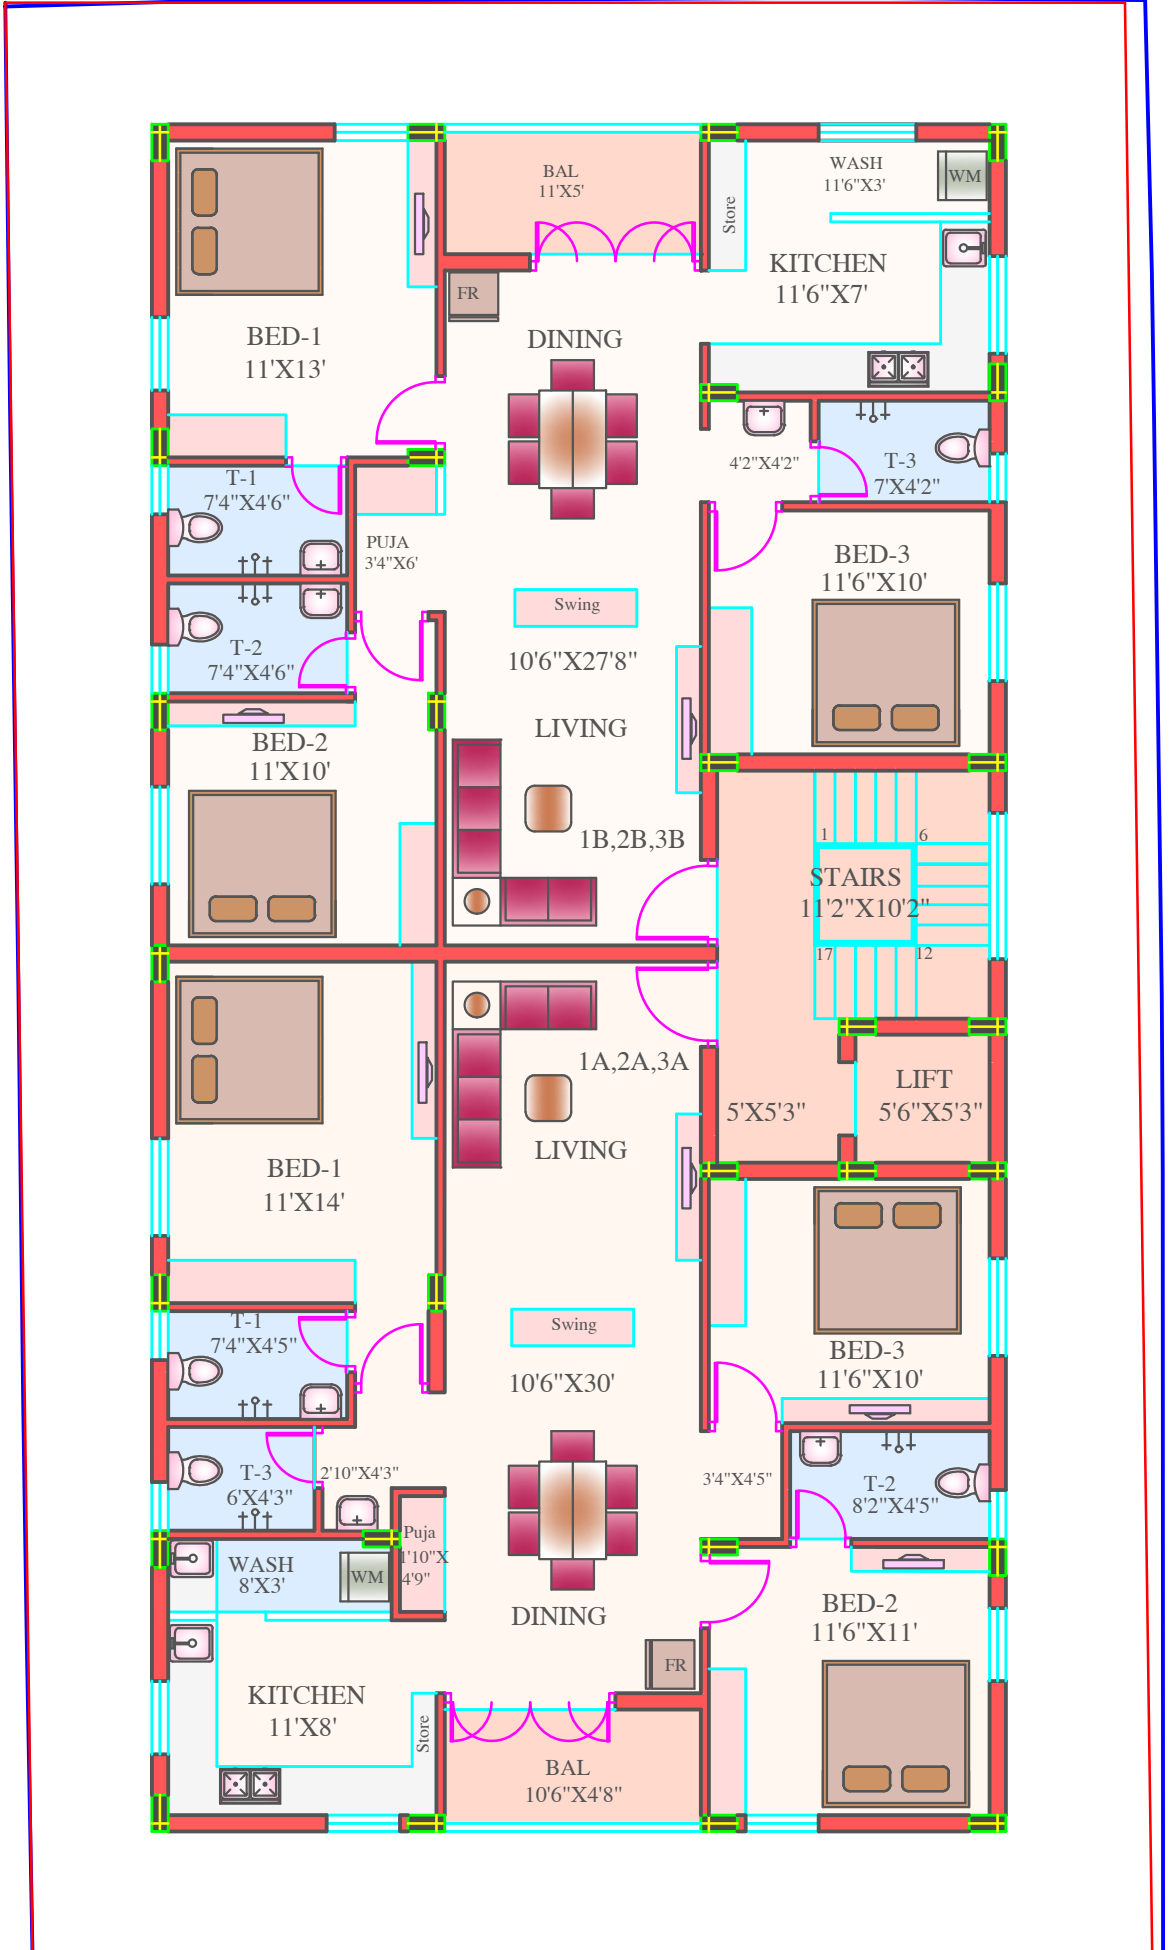 BAL
11'X5'
WASH
11'6"X3'
WM
Store
KITCHEN
11'6"X7'
FR
BED-1
11'X13'
DINING
4'2"X4'2"
T-3
7'X4'2"
T-1
7'4"X4'6"
PUJA
3'4"X6'
BED-3
11'6"X10'
Swing
T-2
7'4"X4'6"
10'6"X27'8"
LIVING
BED-2
11'X10'
1B,2B,3B
1
6
STAIRS
11'2"X10'2"
17
12
1A,2A,3A
LIFT
5'6"X5'3"
5'X5'3"
LIVING
BED-1
11'X14'
T-1
7'4"X4'5"
Swing
10'6"X30'
BED-3
11'6"X10'
T-3
6'X4'3"
2'10"X4'3"
3'4"X4'5"
T-2
8'2"X4'5"
Puja
1'10"X
4'9"
WASH
8'X3'
WM
DINING
BED-2
11'6"X11'
FR
KITCHEN
11'X8'
Store
BAL
10'6"X4'8"